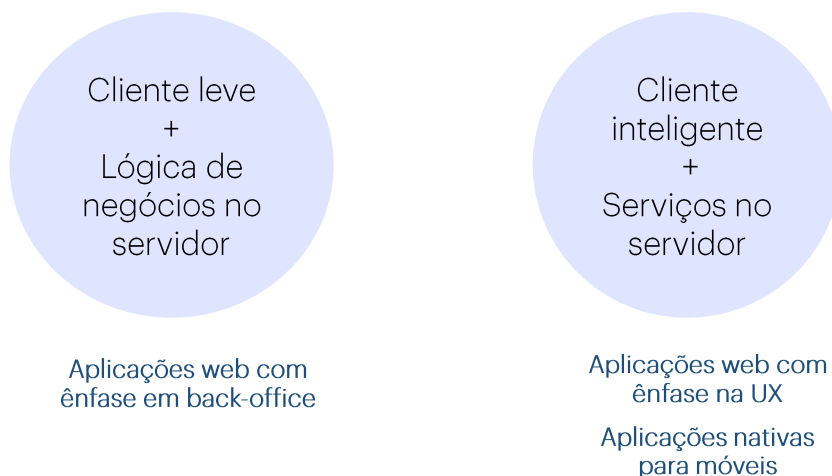 Cliente leve
+
Lógica de
negócios no
servidor
Aplicações web com
ênfase em back-office
Cliente
inteligente
+
Serviços no
servidor
Aplicações web com
ênfase na UX
Aplicações nativas
para móveis